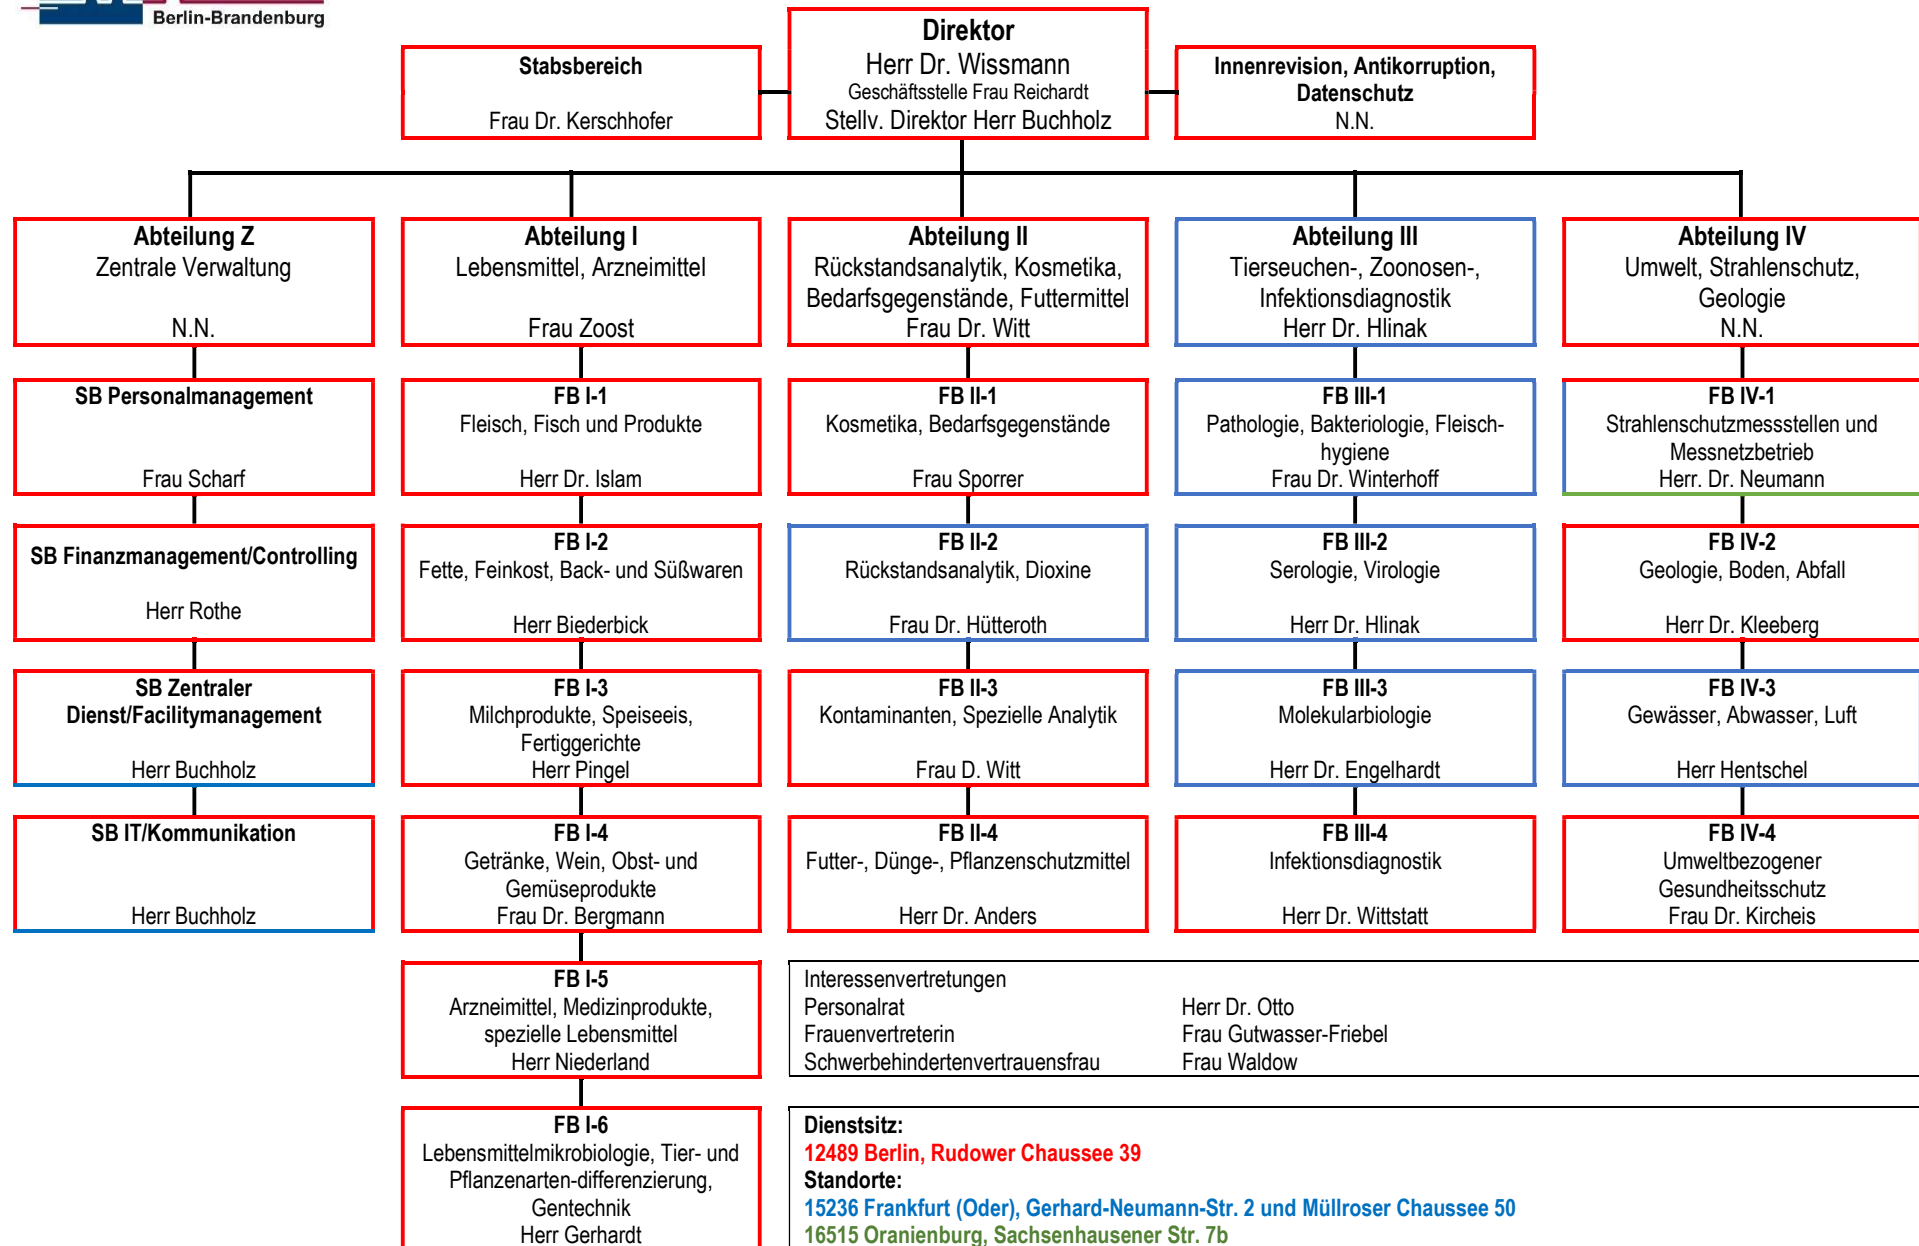 Berlin-Brandenburg
Direktor
Herr Dr. Wissmann
Geschäftsstelle Frau Reichardt
Stellv. Direktor Herr Buchholz
Stabsbereich
Frau Dr. Kerschhofer
Innenrevision, Antikorruption,
Datenschutz
N.N.
Abteilung Z
Zentrale Verwaltung
N.N.
Abteilung I
Lebensmittel, Arzneimittel
Frau Zoost
Abteilung II
Rückstandsanalytik, Kosmetika,
Bedarfsgegenstände, Futtermittel
Frau Dr. Witt
Abteilung III
Tierseuchen-, Zoonosen-,
Infektionsdiagnostik
Herr Dr. Hlinak
Abteilung IV
Umwelt, Strahlenschutz,
Geologie
N.N.
SB Personalmanagement
Frau Scharf
FB I-1
Fleisch, Fisch und Produkte
Herr Dr. Islam
FB II-1
Kosmetika, Bedarfsgegenstände
Frau Sporrer
FB III-1
Pathologie, Bakteriologie, Fleisch-
hygiene
Frau Dr. Winterhoff
FB IV-1
Strahlenschutzmessstellen und
Messnetzbetrieb
Herr. Dr. Neumann
SB Finanzmanagement/Controlling
Herr Rothe
FB I-2
Fette, Feinkost, Back- und Süßwaren
Herr Biederbick
FB II-2
Rückstandsanalytik, Dioxine
Frau Dr. Hütteroth
FB III-2
Serologie, Virologie
Herr Dr. Hlinak
FB IV-2
Geologie, Boden, Abfall
Herr Dr. Kleeberg
SB Zentraler
Dienst/Facilitymanagement
Herr Buchholz
FB I-3
Milchprodukte, Speiseeis,
Fertiggerichte
Herr Pingel
FB II-3
Kontaminanten, Spezielle Analytik
Frau D. Witt
FB III-3
Molekularbiologie
Herr Dr. Engelhardt
FB IV-3
Gewässer, Abwasser, Luft
Herr Hentschel
SB IT/Kommunikation
Herr Buchholz
FB I-4
Getränke, Wein, Obst- und
Gemüseprodukte
Frau Dr. Bergmann
FB II-4
Futter-, Dünge-, Pflanzenschutzmittel
Herr Dr. Anders
FB III-4
Infektionsdiagnostik
Herr Dr. Wittstatt
FB IV-4
Umweltbezogener
Gesundheitsschutz
Frau Dr. Kircheis
FB I-5
Arzneimittel, Medizinprodukte,
spezielle Lebensmittel
Herr Niederland
Interessenvertretungen
Personalrat Herr Dr. Otto
Frauenvertreterin Frau Gutwasser-Friebel
Schwerbehindertenvertrauensfrau Frau Waldow
FB I-6
Lebensmittelmikrobiologie, Tier- und
Pflanzenarten-differenzierung,
Gentechnik
Herr Gerhardt
Dienstsitz:
12489 Berlin, Rudower Chaussee 39
Standorte:
15236 Frankfurt (Oder), Gerhard-Neumann-Str. 2 und Müllroser Chaussee 50
16515 Oranienburg, Sachsenhausener Str. 7b